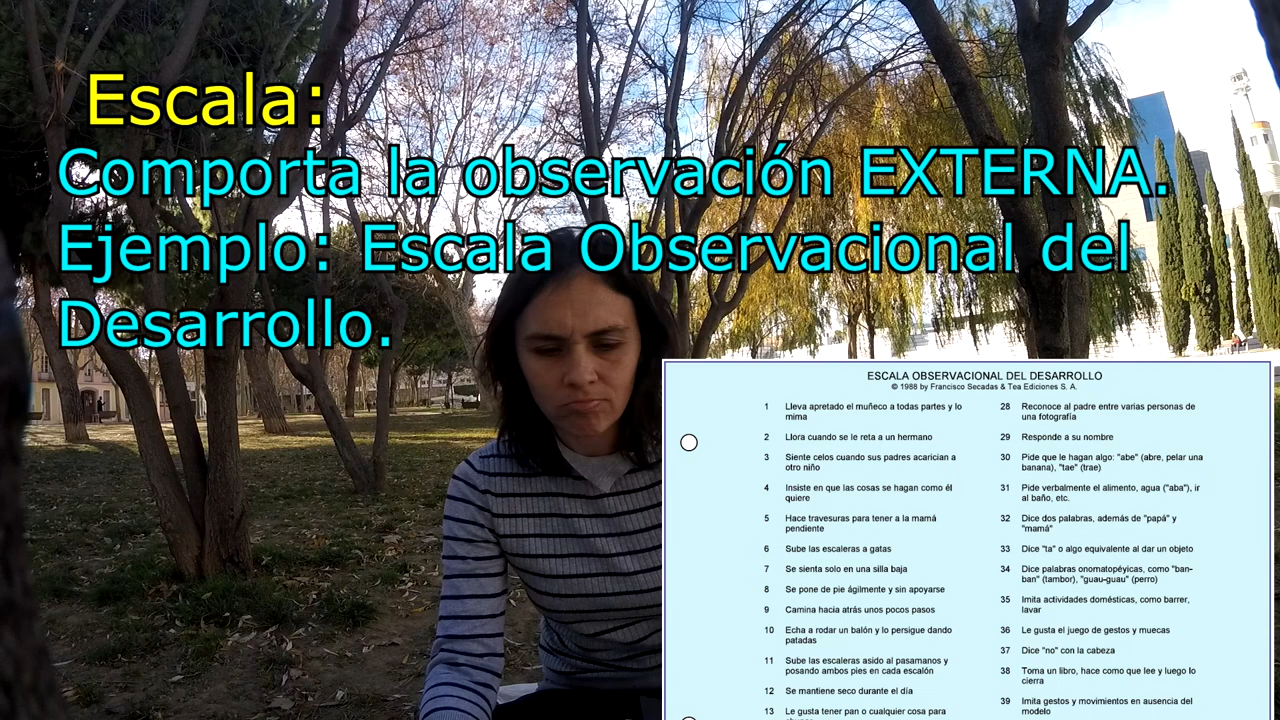 Escala:
Comporta la observación EXTERNA.
Ejemplo: Escala Observacional del
Desarrollo.
ESCALA OBSERVACIONAL DEL DESARROLLO
© 1988 by Francisco Secadas & Tea Ediciones S. A.
1 Lleva apretado el muñeco a todas partes y lo
mima
2 Llora cuando se le reta a un hermano
3 Siente celos cuando sus padres acarician a
otro niño
4 Insiste en que las cosas se hagan como él
quiere
5 Hace travesuras para tener a la mamá
pendiente
6 Sube las escaleras a gatas
7 Se sienta solo en una silla baja
8 Se pone de pie ágilmente y sin apoyarse
9 Camina hacia atrás unos pocos pasos
10 Echa a rodar un balón y lo persigue dando
patadas
11 Sube las escaleras asido al pasamanos y
posando ambos pies en cada escalón
12 Se mantiene seco durante el día
13 Le gusta tener pan o cualquier cosa para
28 Reconoce al padre entre varias personas de
una fotografía
29 Responde a su nombre
30 Pide que le hagan algo: "abe" (abre, pelar una
banana), "tae" (trae)
31 Pide verbalmente el alimento, agua ("aba"), ir
al baño, etc.
32 Dice dos palabras, además de "papá" y
"mamá"
33 Dice "ta" o algo equivalente al dar un objeto
34 Dice palabras onomatopéyicas, como "ban-
ban" (tambor), "guau-guau" (perro)
35 Imita actividades domésticas, como barrer,
lavar
36 Le gusta el juego de gestos y muecas
37 Dice "no" con la cabeza
38 Toma un libro, hace como que lee y luego lo
cierra
39 Imita gestos y movimientos en ausencia del
modelo